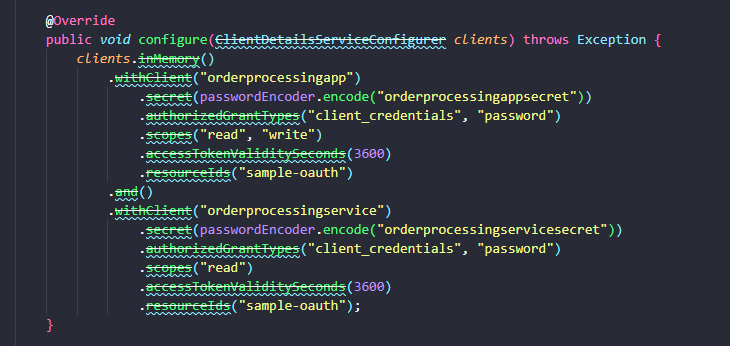 @Override
public void configure(ClientDetailsServiceConfigurer clients) throws Exception {
    clients.inMemory()
        .withClient("orderprocessingapp")
            .secret(passwordEncoder.encode("orderprocessingappsecret"))
            .authorizedGrantTypes("client_credentials", "password")
            .scopes("read", "write")
            .accessTokenValiditySeconds(3600)
            .resourceIds("sample-oauth")
        .and()
        .withClient("orderprocessingservice")
            .secret(passwordEncoder.encode("orderprocessingservicesecret"))
            .authorizedGrantTypes("client_credentials", "password")
            .scopes("read")
            .accessTokenValiditySeconds(3600)
            .resourceIds("sample-oauth");
}